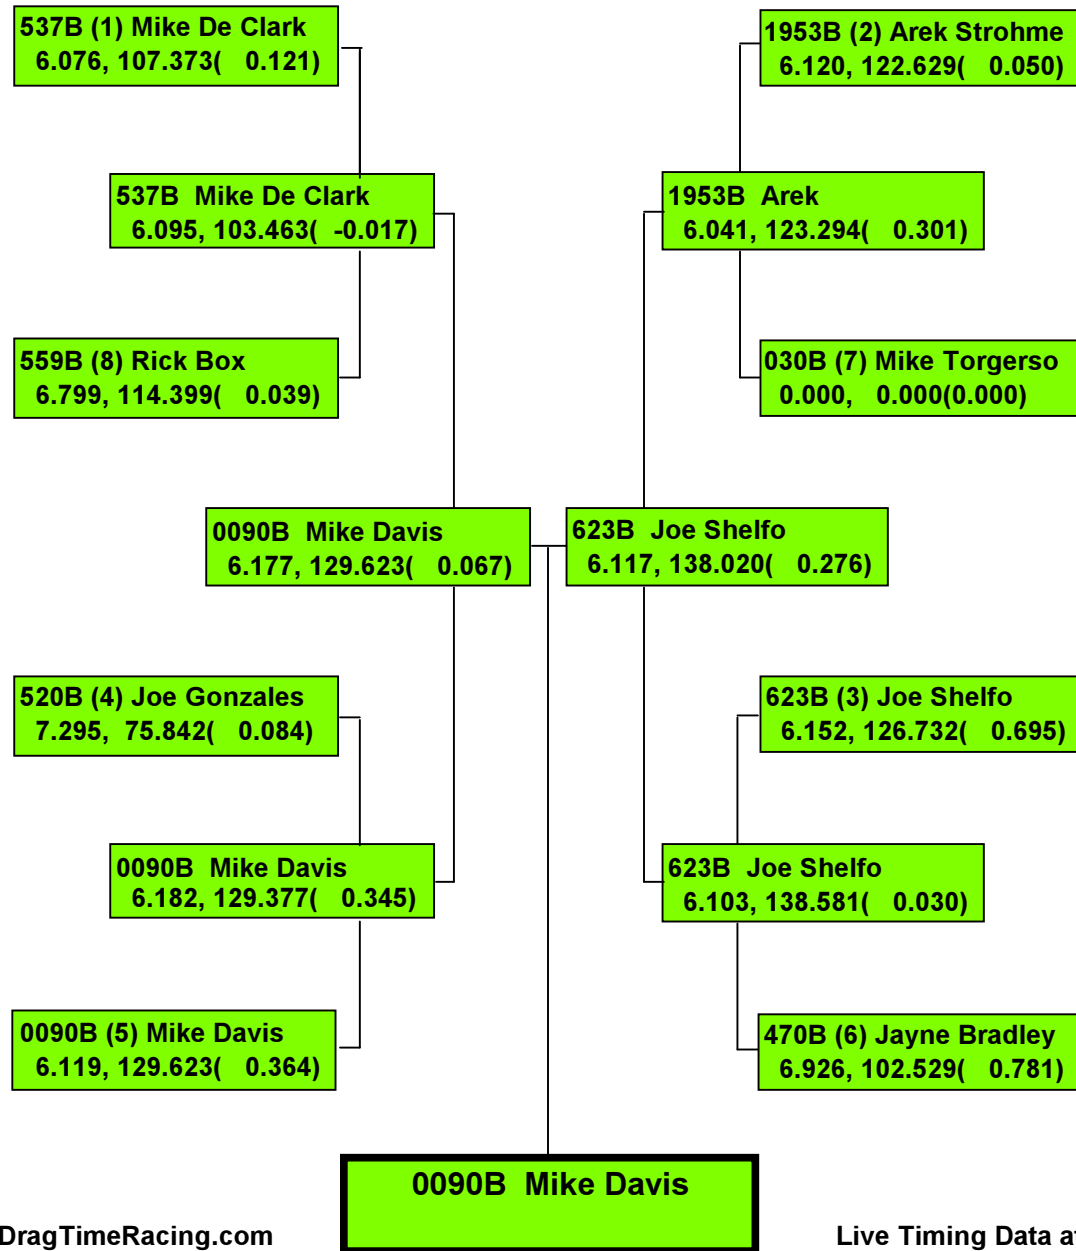 537B (1) Mike De Clark
6.076, 107.373( 0.121)
1953B (2) Arek Strohme
6.120, 122.629( 0.050)
537B Mike De Clark
6.095, 103.463( -0.017)
1953B Arek
6.041, 123.294( 0.301)
559B (8) Rick Box
6.799, 114.399( 0.039)
030B (7) Mike Torgerso
0.000, 0.000(0.000)
0090B Mike Davis
6.177, 129.623( 0.067)
623B Joe Shelfo
6.117, 138.020( 0.276)
520B (4) Joe Gonzales
7.295, 75.842( 0.084)
623B (3) Joe Shelfo
6.152, 126.732( 0.695)
0090B Mike Davis
6.182, 129.377( 0.345)
623B Joe Shelfo
6.103, 138.581( 0.030)
0090B (5) Mike Davis
6.119, 129.623( 0.364)
470B (6) Jayne Bradley
6.926, 102.529( 0.781)
0090B Mike Davis
DragTimeRacing.com
Live Timing Data at